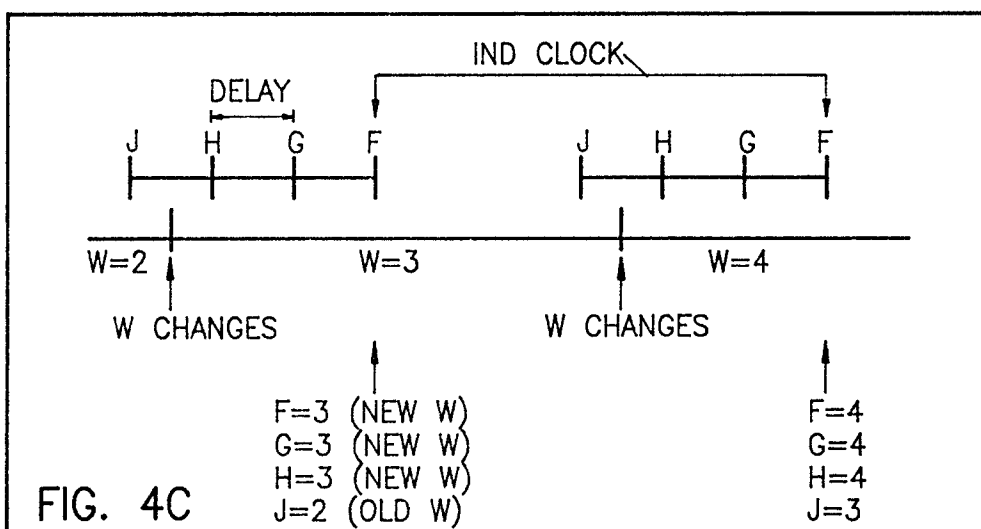 IND CLOCK
DELAY
J H G F J H G F
W=2 W=3 W=4
W CHANGES W CHANGES
F=3 (NEW W) F=4
G=3 (NEW W) G=4
H=3 (NEW W) H=4
FIG. 4C J=2 (OLD W) J=3